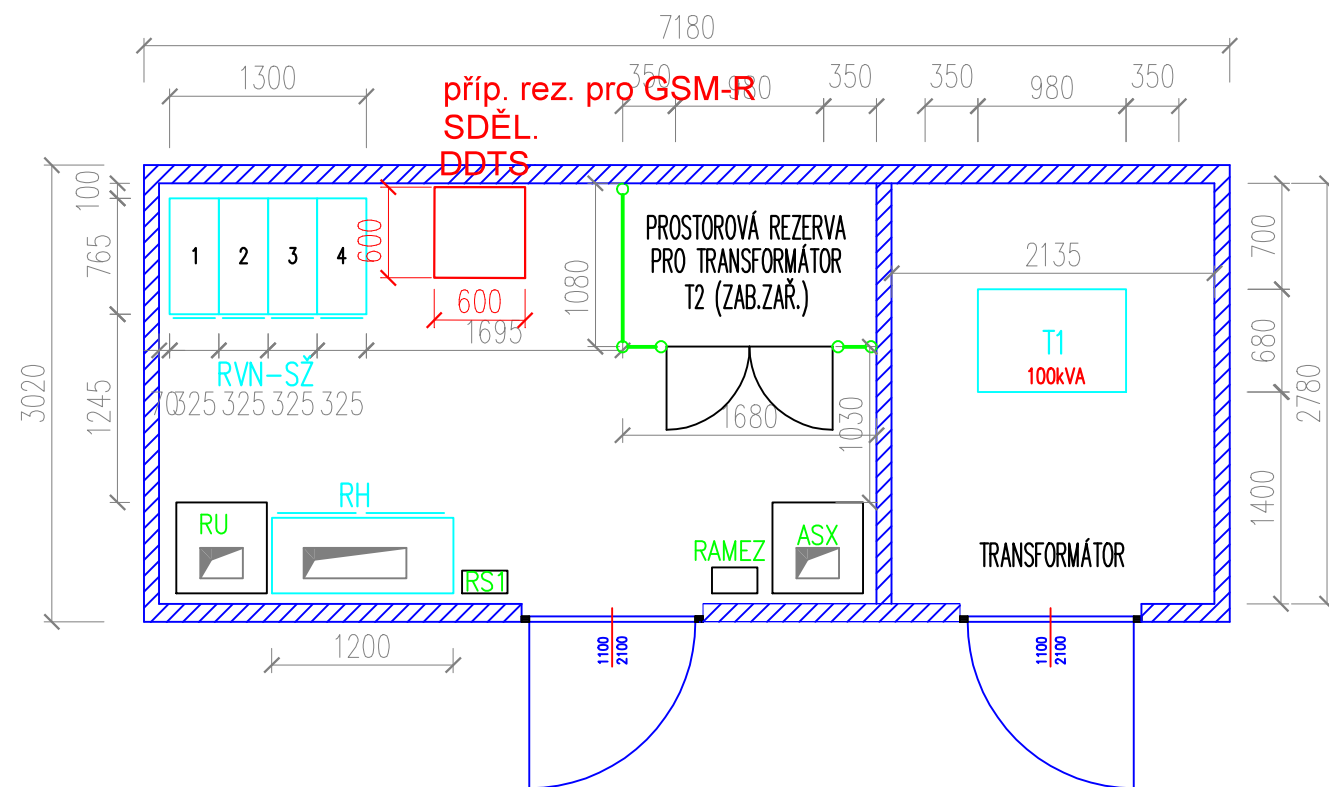 7180
1300
350
980
350
350
980
350
příp. rez. pro GSM-R
SDĚL.
DDTS
100
765
1245
3020
1
2
3
4
600
600
1080
1695
PROSTOROVÁ REZERVA
PRO TRANSFORMÁTOR
T2 (ZAB.ZAŘ.)
2135
700
680
1400
2780
T1
100kVA
RVN-SŽ
70
325
325
325
325
1680
1030
RH
RU
RS1
RAMEZ
ASX
TRANSFORMÁTOR
1200
1100
2100
1100
2100